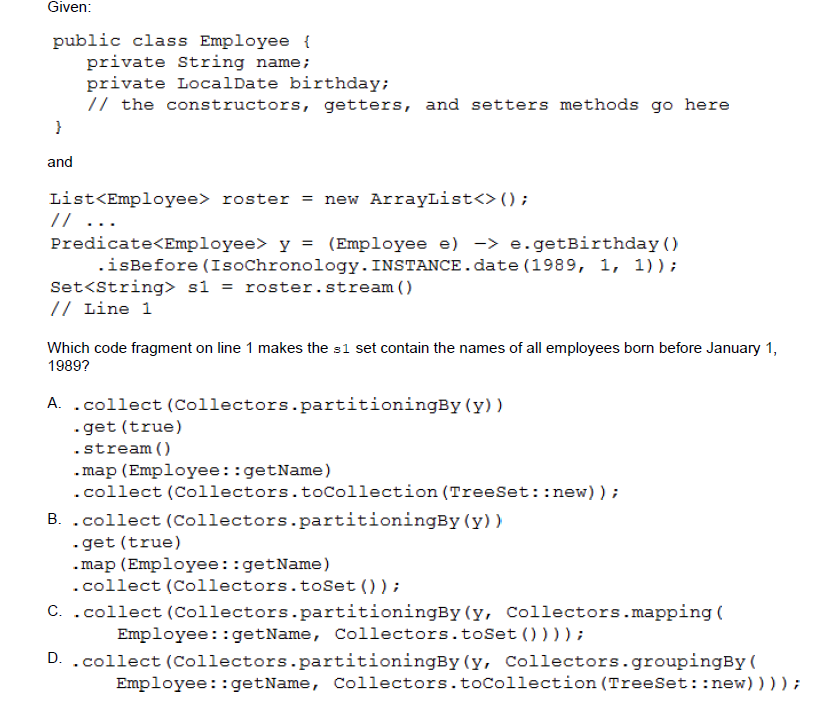 Given:
public class Employee {
private String name;
private LocalDate birthday;
// the constructors, getters, and setters methods go here
}
and
List<Employee> roster = new ArrayList<>();
// ...
Predicate<Employee> y = (Employee e) -> e.getBirthday()
.isBefore(IsoChronology.INSTANCE.date(1989, 1, 1));
Set<String> s1 = roster.stream()
// Line 1
Which code fragment on line 1 makes the s1 set contain the names of all employees born before January 1,
1989?
A. .collect(Collectors.partitioningBy(y))
.get(true)
.stream()
.map(Employee::getName)
.collect(Collectors.toCollection(TreeSet::new));
B. .collect(Collectors.partitioningBy(y))
.get(true)
.map(Employee::getName)
.collect(Collectors.toSet());
C. .collect(Collectors.partitioningBy(y, Collectors.mapping(
Employee::getName, Collectors.toSet())));
D. .collect(Collectors.partitioningBy(y, Collectors.groupingBy(
Employee::getName, Collectors.toCollection(TreeSet::new))));